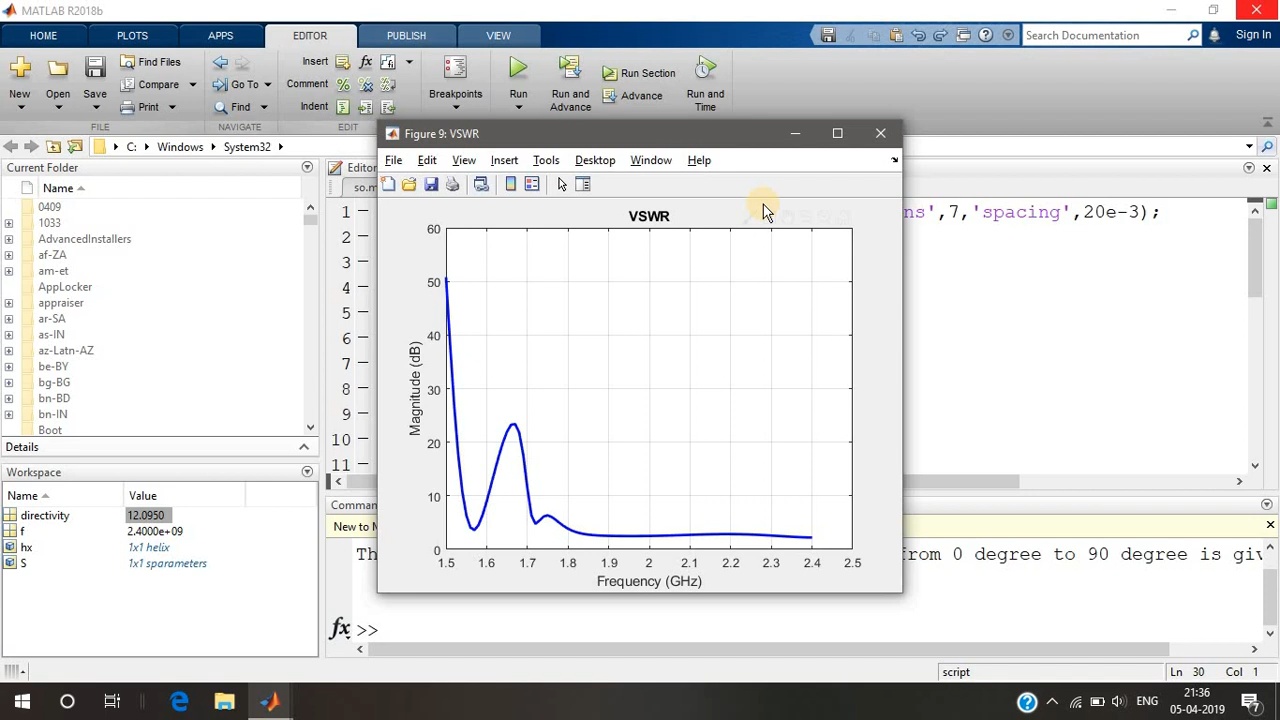 MATLAB R2018b
HOME PLOTS APPS EDITOR PUBLISH VIEW Search Documentation Sign In
New Open Save Find Files Compare Print Go To Find Insert Comment Indent Breakpoints Run Run and Advance Run Section Advance Run and Time
FILE NAVIGATE EDIT
C: Windows System32
Current Folder
Name
0409
1033
AdvancedInstallers
af-ZA
am-et
AppLocker
appraiser
ar-SA
as-IN
az-Latn-AZ
be-BY
bg-BG
bn-BD
bn-IN
Boot
Details
Workspace
Name Value
directivity 12.0950
f 2.4000e+09
hx 1x1 helix
S 1x1 sparameters
Editor
so.m
1 ns',7,'spacing',20e-3);
2
3
4
5
6
7
8
9
10
11
Figure 9: VSWR
File Edit View Insert Tools Desktop Window Help
VSWR
60
50
40
30
20
10
0
Magnitude (dB)
1.5 1.6 1.7 1.8 1.9 2 2.1 2.2 2.3 2.4 2.5
Frequency (GHz)
Comman
New to M
Th from 0 degree to 90 degree is giv
fx >>
script Ln 30 Col 1
ENG 21:36
05-04-2019
7